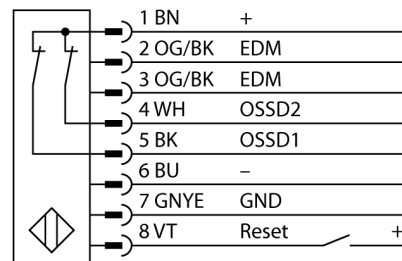 1 BN +
2 OG/BK EDM
3 OG/BK EDM
4 WH OSSD2
5 BK OSSD1
6 BU –
7 GNYE GND
8 VT Reset +